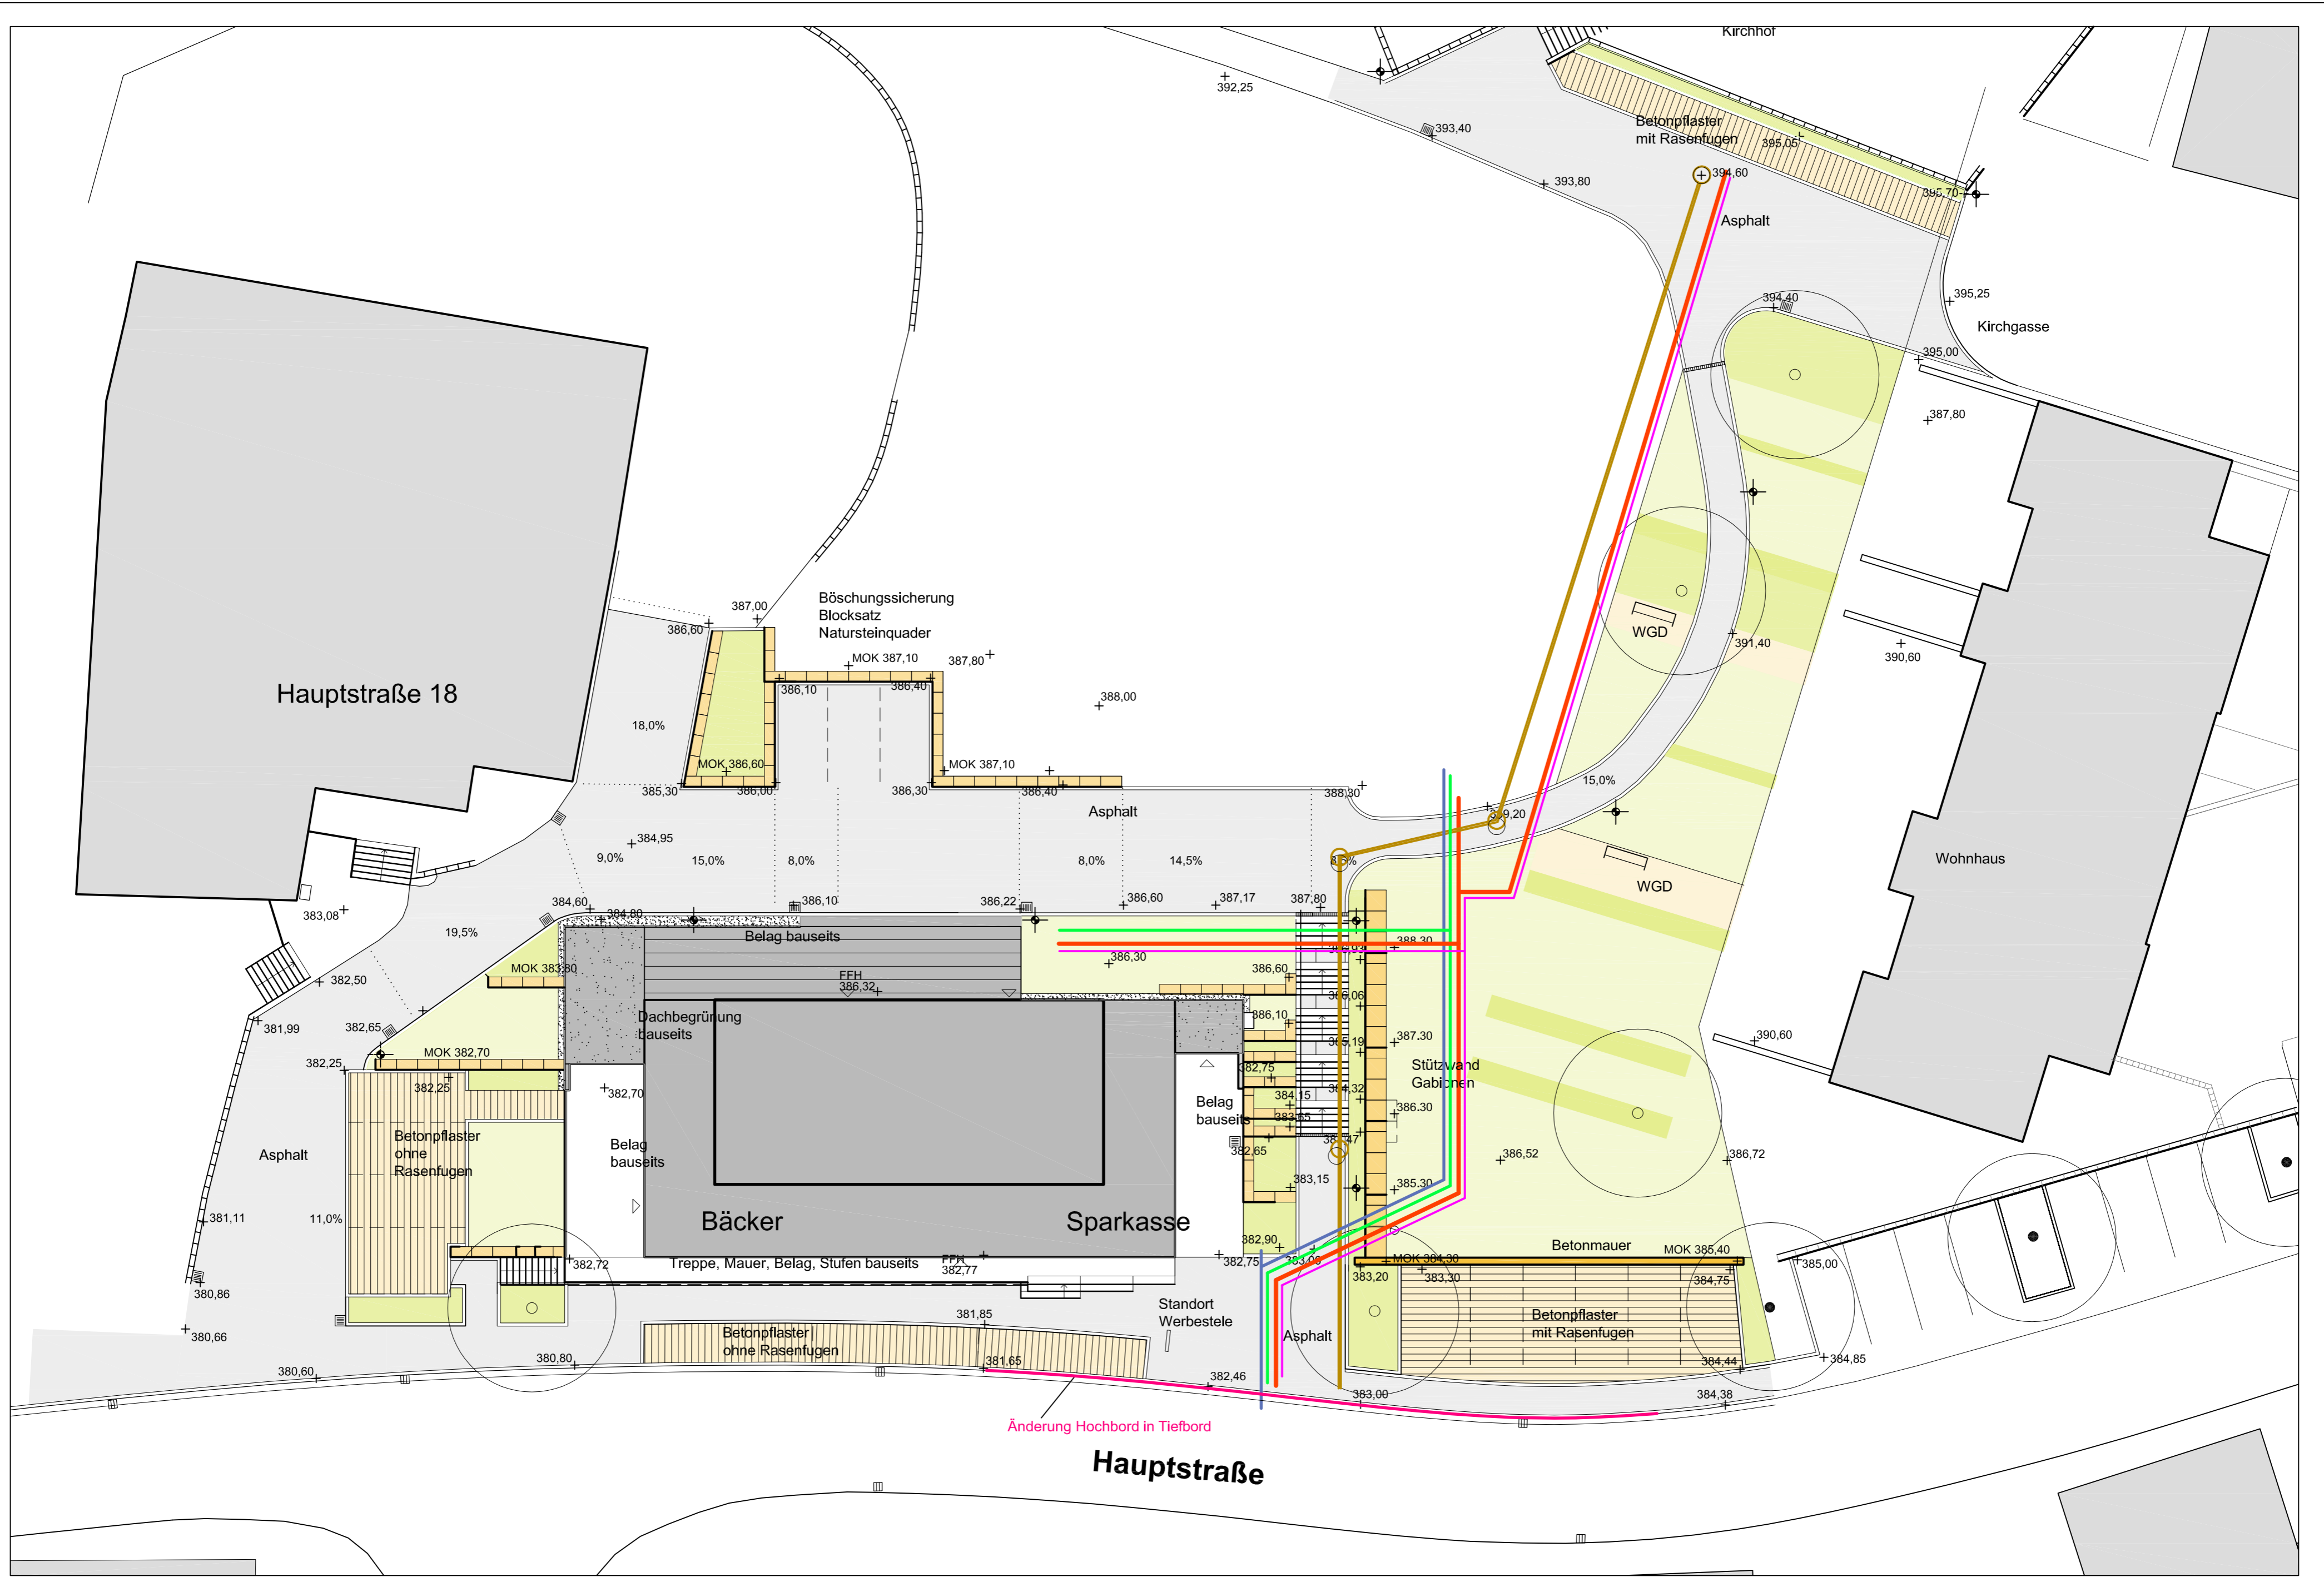 Kirchhof
392,25
393,40
Betonpflaster
mit Rasenfugen
395,05
393,80
394,60
395,70
Asphalt
394,40
395,25
Kirchgasse
395,00
387,80
Böschungssicherung
Blocksatz
Natursteinquader
387,00
386,60
MOK 387,10
387,80
386,10
386,40
388,00
WGD
391,40
390,60
Hauptstraße 18
18,0%
MOK 386,60
MOK 387,10
385,30
386,00
386,30
386,40
388,30
15,0%
Asphalt
384,95
9,0%
15,0%
8,0%
8,0%
14,5%
Wohnhaus
WGD
383,08
384,60
384,80
386,10
386,22
386,60
387,17
387,80
19,5%
Belag bauseits
388,30
MOK 383,80
FFH
386,32
386,30
386,60
382,50
386,06
381,99
382,65
Dachbegrünung
bauseits
386,10
385,19
387,30
390,60
382,25
MOK 382,70
382,25
382,70
382,75
384,32
Stützwand
Gabionen
Belag
bauseits
384,15
383,65
386,30
Asphalt
Betonpflaster
ohne
Rasenfugen
Belag
bauseits
382,65
386,52
386,72
383,15
385,30
381,11
11,0%
Bäcker
Sparkasse
382,90
Betonmauer
MOK 385,40
382,72
Treppe, Mauer, Belag, Stufen bauseits
FFH
382,77
382,75
MOK 384,30
385,00
383,20
383,30
384,75
380,86
380,66
Standort
Werbestele
381,85
Betonpflaster
ohne Rasenfugen
Asphalt
Betonpflaster
mit Rasenfugen
380,60
380,80
381,65
382,46
383,00
384,44
384,85
384,38
Änderung Hochbord in Tiefbord
Hauptstraße